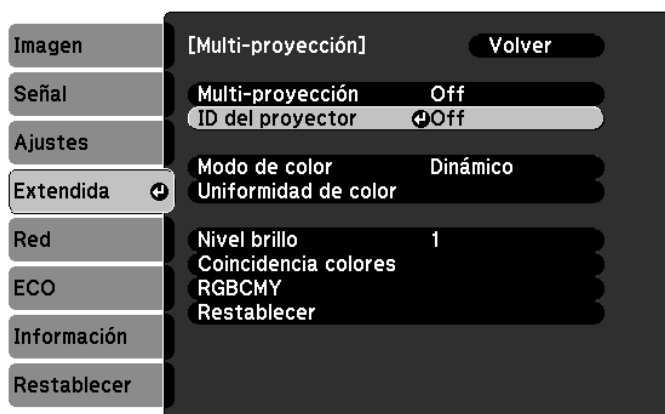 Imagen
Señal
Ajustes
Extendida
Red
ECO
Información
Restablecer
[Multi-proyección] Volver
Multi-proyección Off
ID del proyector Off
Modo de color Dinámico
Uniformidad de color
Nivel brillo 1
Coincidencia colores
RGBCMY
Restablecer